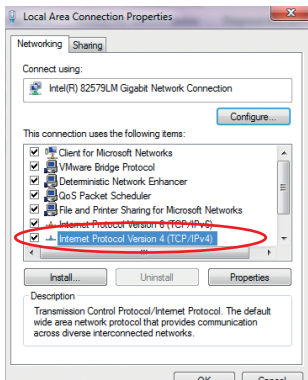 Local Area Connection Properties
Networking Sharing
Connect using:
Intel(R) 82579LM Gigabit Network Connection
Configure...
This connection uses the following items:
Client for Microsoft Networks
VMware Bridge Protocol
Deterministic Network Enhancer
QoS Packet Scheduler
File and Printer Sharing for Microsoft Networks
Internet Protocol Version 6 (TCP/IPv6)
Internet Protocol Version 4 (TCP/IPv4)
Install... Uninstall Properties
Description
Transmission Control Protocol/Internet Protocol. The default
wide area network protocol that provides communication
across diverse interconnected networks.
OK Cancel